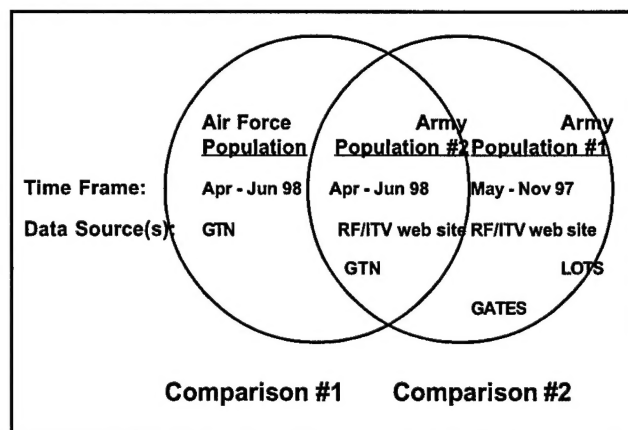 Air Force Army Army
Population Population #2 Population #1
Time Frame: Apr - Jun 98 Apr - Jun 98 May - Nov 97
Data Source(s): GTN RF/ITV web site RF/ITV web site
GTN LOTS
GATES
Comparison #1 Comparison #2